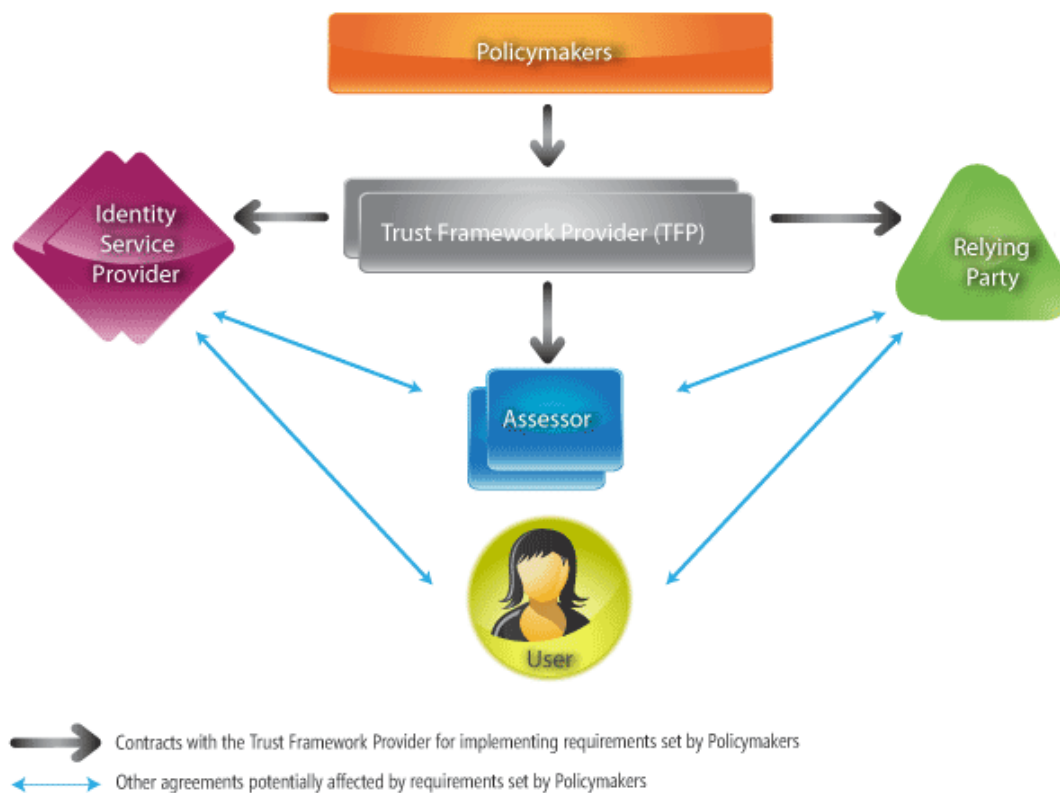 Policymakers
Identity
Service
Provider
Trust Framework Provider (TFP)
Relying
Party
Assessor
User
Contracts with the Trust Framework Provider for implementing requirements set by Policymakers
Other agreements potentially affected by requirements set by Policymakers